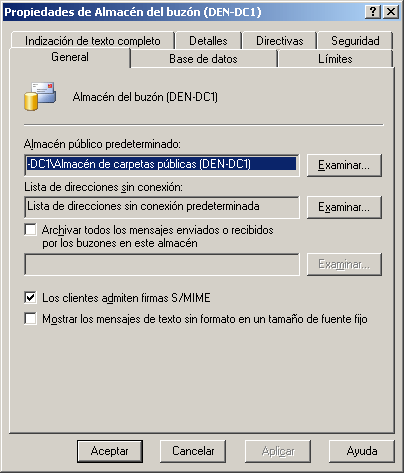 Propiedades de Almacén del buzón (DEN-DC1)
Indización de texto completo Detalles Directivas Seguridad
General Base de datos Límites
Almacén del buzón (DEN-DC1)
Almacén público predeterminado:
-DC1\Almacén de carpetas públicas (DEN-DC1) Examinar...
Lista de direcciones sin conexión:
Lista de direcciones sin conexión predeterminada Examinar...
Archivar todos los mensajes enviados o recibidos
por los buzones en este almacén
Examinar...
Los clientes admiten firmas S/MIME
Mostrar los mensajes de texto sin formato en un tamaño de fuente fijo
Aceptar Cancelar Aplicar Ayuda